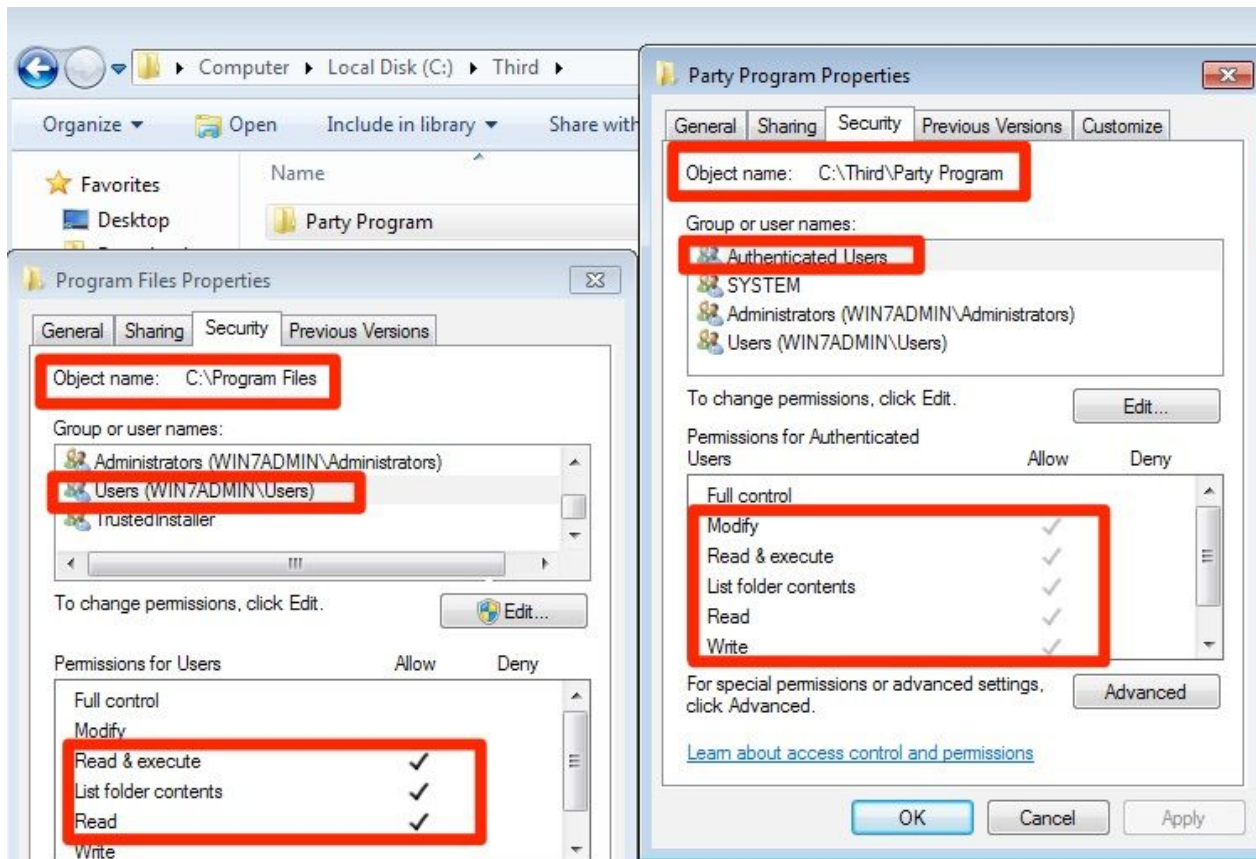 Computer Local Disk (C:) Third
Organize Open Include in library Share with
Favorites
Desktop
Name
Party Program
Program Files Properties
General Sharing Security Previous Versions
Object name: C:\Program Files
Group or user names:
Administrators (WIN7ADMIN\Administrators)
Users (WIN7ADMIN\Users)
TrustedInstaller
To change permissions, click Edit.
Edit...
Permissions for Users Allow Deny
Full control
Modify
Read & execute
List folder contents
Read
Write
Party Program Properties
General Sharing Security Previous Versions Customize
Object name: C:\Third\Party Program
Group or user names:
Authenticated Users
SYSTEM
Administrators (WIN7ADMIN\Administrators)
Users (WIN7ADMIN\Users)
To change permissions, click Edit.
Edit...
Permissions for Authenticated
Users Allow Deny
Full control
Modify
Read & execute
List folder contents
Read
Write
For special permissions or advanced settings,
click Advanced.
Advanced
Learn about access control and permissions
OK Cancel Apply